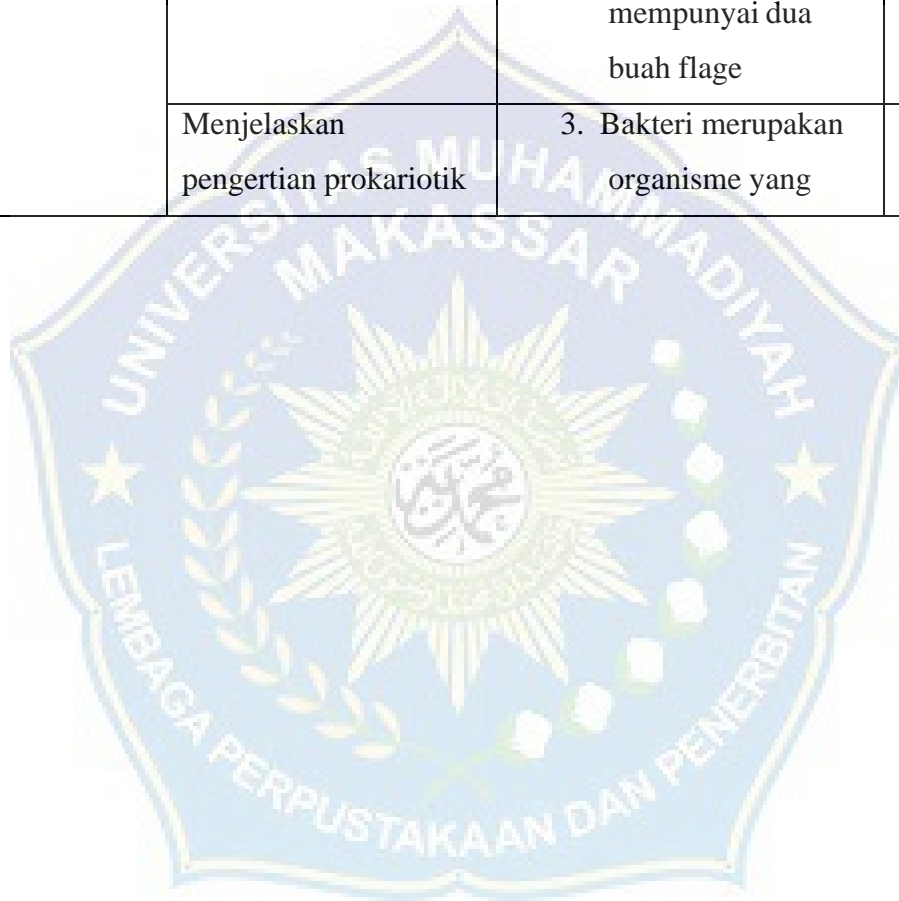 mempunyai dua
buah flage
Menjelaskan
pengertian prokariotik
3. Bakteri merupakan
organisme yang
UNIVERSITAS MUHAMMADIYAH
MAKASSAR
LEMBAGA PERPUSTAKAAN DAN PENERBITAN